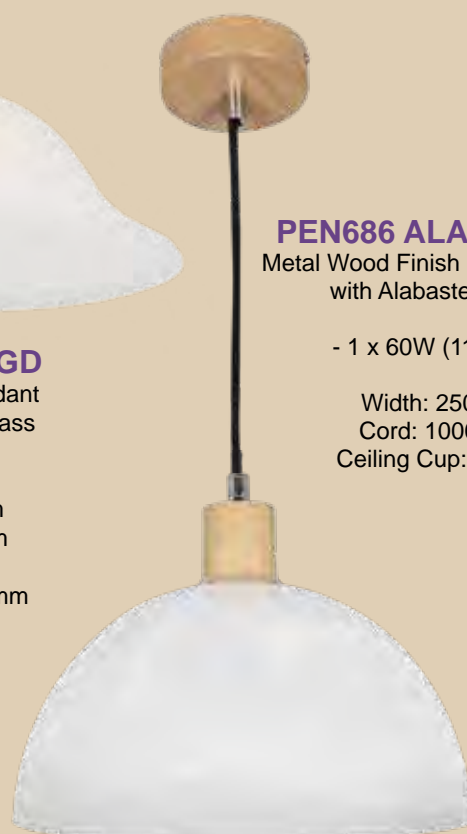 PEN686 ALA
Metal Wood Finish
with Alabaste
- 1 x 60W (11
Width: 250
Cord: 1000
Ceiling Cup:
GD
dant
ass
n
n
mm